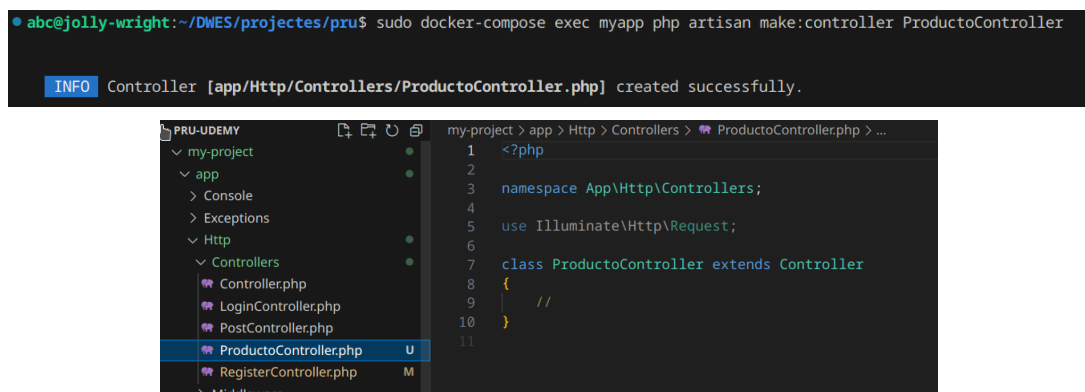 abc@jolly-wright:~/DWES/projectes/pru$ sudo docker-compose exec myapp php artisan make:controller ProductoController
INFO Controller [app/Http/Controllers/ProductoController.php] created successfully.
PRU-UDEMY
my-project
app
Console
Exceptions
Http
Controllers
Controller.php
LoginController.php
PostController.php
ProductoController.php U
RegisterController.php M
my-project > app > Http > Controllers > ProductoController.php > ...
1 <?php
2
3 namespace App\Http\Controllers;
4
5 use Illuminate\Http\Request;
6
7 class ProductoController extends Controller
8 {
9 //
10 }
11